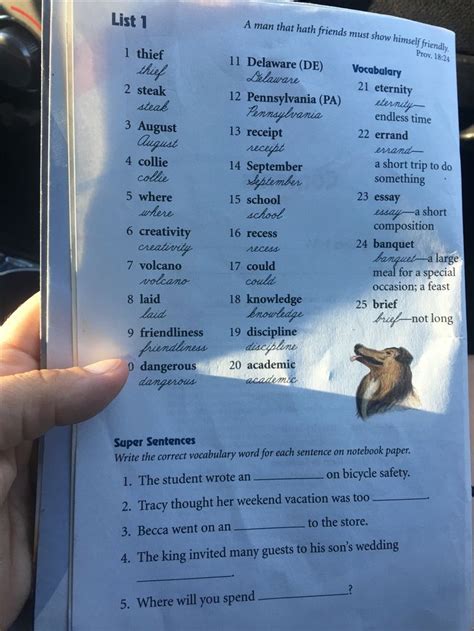 List 1
A man that hath friends must show himself friendly.
Prov. 18:24
1 thief
thief
2 steak
steak
3 August
August
4 collie
collie
5 where
where
6 creativity
creativity
7 volcano
volcano
8 laid
laid
9 friendliness
friendliness
0 dangerous
dangerous
11 Delaware (DE)
Delaware
12 Pennsylvania (PA)
Pennsylvania
13 receipt
receipt
14 September
September
15 school
school
16 recess
recess
17 could
could
18 knowledge
knowledge
19 discipline
discipline
20 academic
academic
Vocabulary
21 eternity
eternity—
endless time
22 errand
errand—
a short trip to do
something
23 essay
essay—a short
composition
24 banquet
banquet—a large
meal for a special
occasion; a feast
25 brief
brief—not long
Super Sentences
Write the correct vocabulary word for each sentence on notebook paper.
1. The student wrote an ________ on bicycle safety.
2. Tracy thought her weekend vacation was too ________.
3. Becca went on an ________ to the store.
4. The king invited many guests to his son's wedding
________.
5. Where will you spend ________?